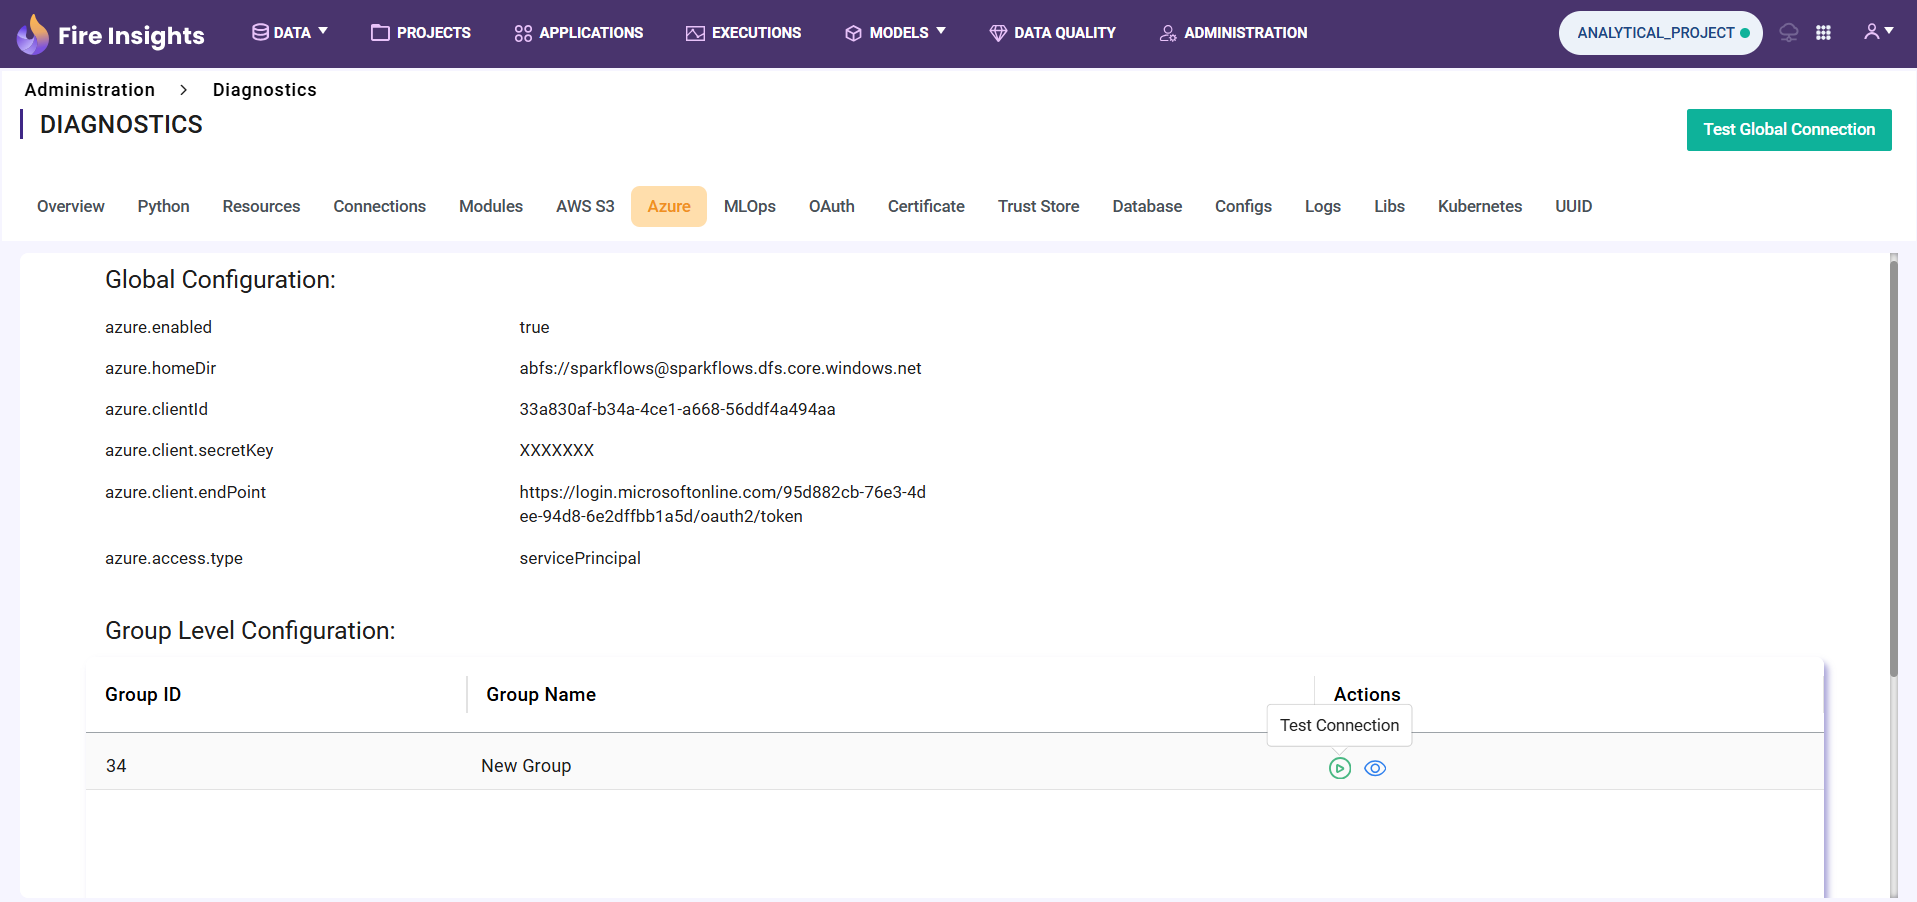 Fire Insights
DATA
PROJECTS
APPLICATIONS
EXECUTIONS
MODELS
DATA QUALITY
ADMINISTRATION
ANALYTICAL_PROJECT
Administration > Diagnostics
DIAGNOSTICS
Test Global Connection
Overview
Python
Resources
Connections
Modules
AWS S3
Azure
MLOps
OAuth
Certificate
Trust Store
Database
Configs
Logs
Libs
Kubernetes
UUID
Global Configuration:
azure.enabled true
azure.homeDir abfs://sparkflows@sparkflows.dfs.core.windows.net
azure.clientId 33a830af-b34a-4ce1-a668-56ddf4a494aa
azure.client.secretKey XXXXXXX
azure.client.endPoint https://login.microsoftonline.com/95d882cb-76e3-4d
ee-94d8-6e2dffbb1a5d/oauth2/token
azure.access.type servicePrincipal
Group Level Configuration:
Group ID Group Name Actions
Test Connection
34 New Group